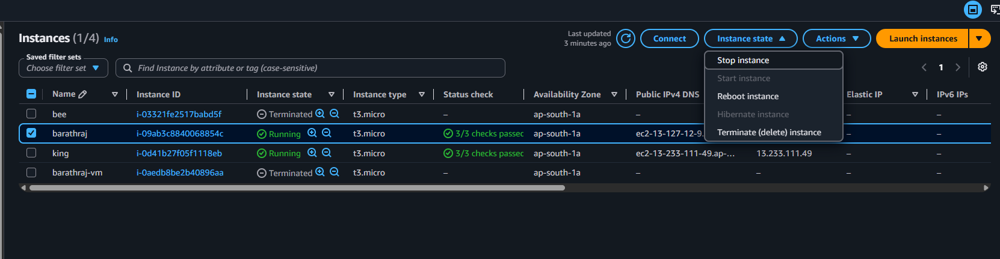 Instances (1/4) Info
Last updated
3 minutes ago
Connect
Instance state
Actions
Launch instances
Saved filter sets
Choose filter set
Find Instance by attribute or tag (case-sensitive)
Stop instance
Start instance
Reboot instance
Hibernate instance
Terminate (delete) instance
1
Name Instance ID Instance state Instance type Status check Availability Zone Public IPv4 DNS Elastic IP IPv6 IPs
bee i-03321fe2517babd5f Terminated t3.micro – ap-south-1a – – –
barathraj i-09ab3c8840068854c Running t3.micro 3/3 checks passec ap-south-1a ec2-13-127-12-9. – –
king i-0d41b27f05f1118eb Running t3.micro 3/3 checks passec ap-south-1a ec2-13-233-111-49.ap-... 13.233.111.49 – –
barathraj-vm i-0aedb8be2b40896aa Terminated t3.micro – ap-south-1a – – – –